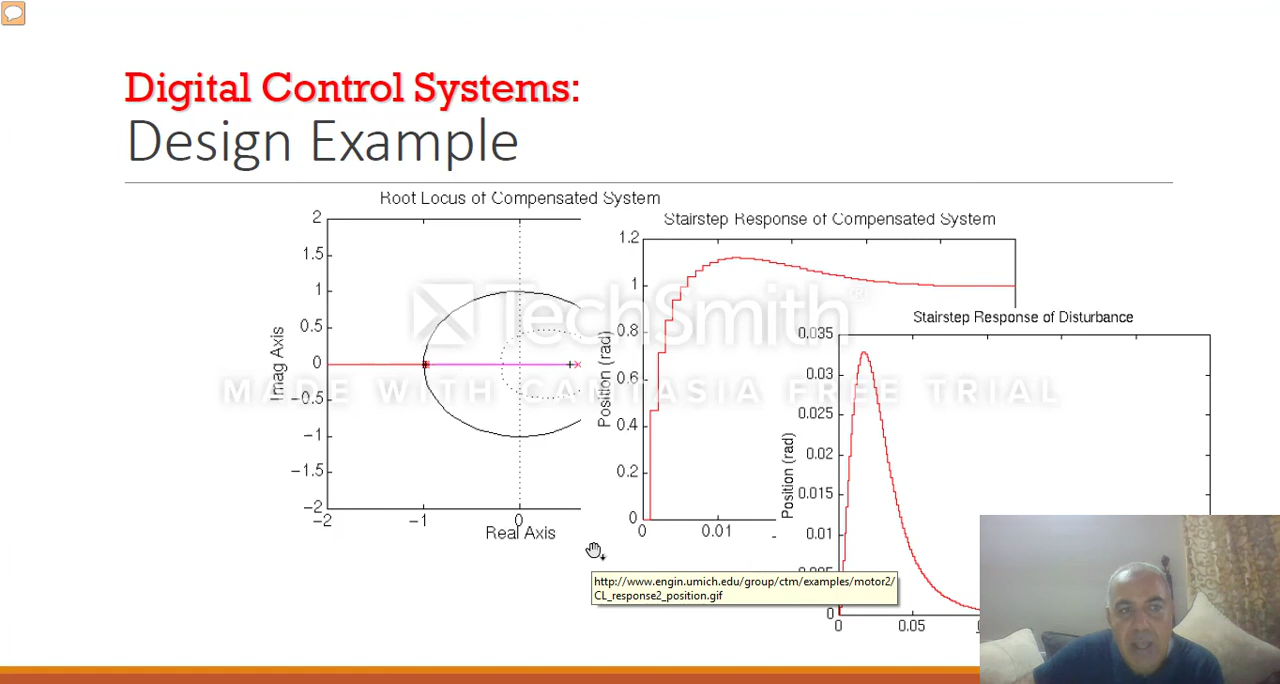 Digital Control Systems:
Design Example
Root Locus of Compensated System
2
1.5
1
0.5
0
−0.5
−1
−1.5
−2
−2
−1
0
Imag Axis
Real Axis
Stairstep Response of Compensated System
1.2
1
0.8
0.6
0.4
0.2
0
0
0.01
Position (rad)
Stairstep Response of Disturbance
0.035
0.03
0.025
0.02
0.015
0.01
0
0
0.05
Position (rad)
TechSmith
MADE WITH CAMTASIA FREE TRIAL
http://www.engin.umich.edu/group/ctm/examples/motor2/
CL_response2_position.gif